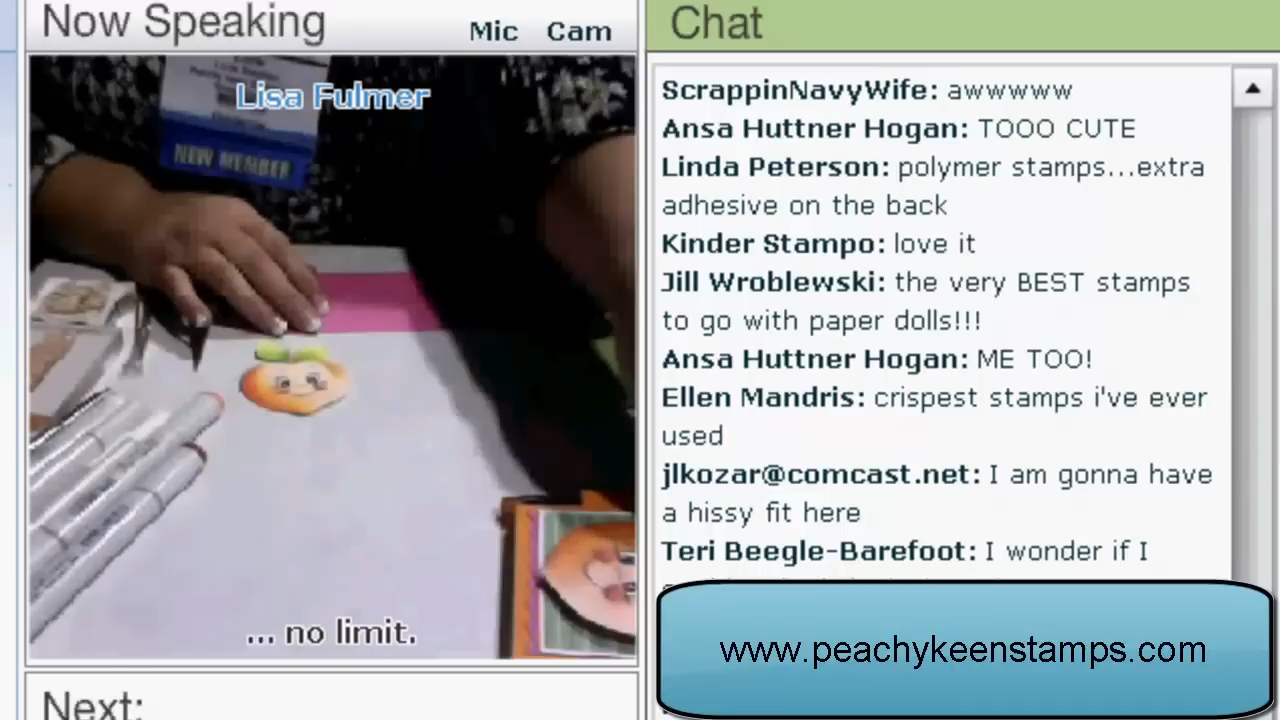 Now Speaking
Mic Cam
Lisa Fulmer
NEW MEMBER
... no limit.
Next:
Chat
ScrappinNavyWife: awwwww
Ansa Huttner Hogan: TOOO CUTE
Linda Peterson: polymer stamps...extra
adhesive on the back
Kinder Stampo: love it
Jill Wroblewski: the very BEST stamps
to go with paper dolls!!!
Ansa Huttner Hogan: ME TOO!
Ellen Mandris: crispest stamps i've ever
used
jlkozar@comcast.net: I am gonna have
a hissy fit here
Teri Beegle-Barefoot: I wonder if I
www.peachykeenstamps.com